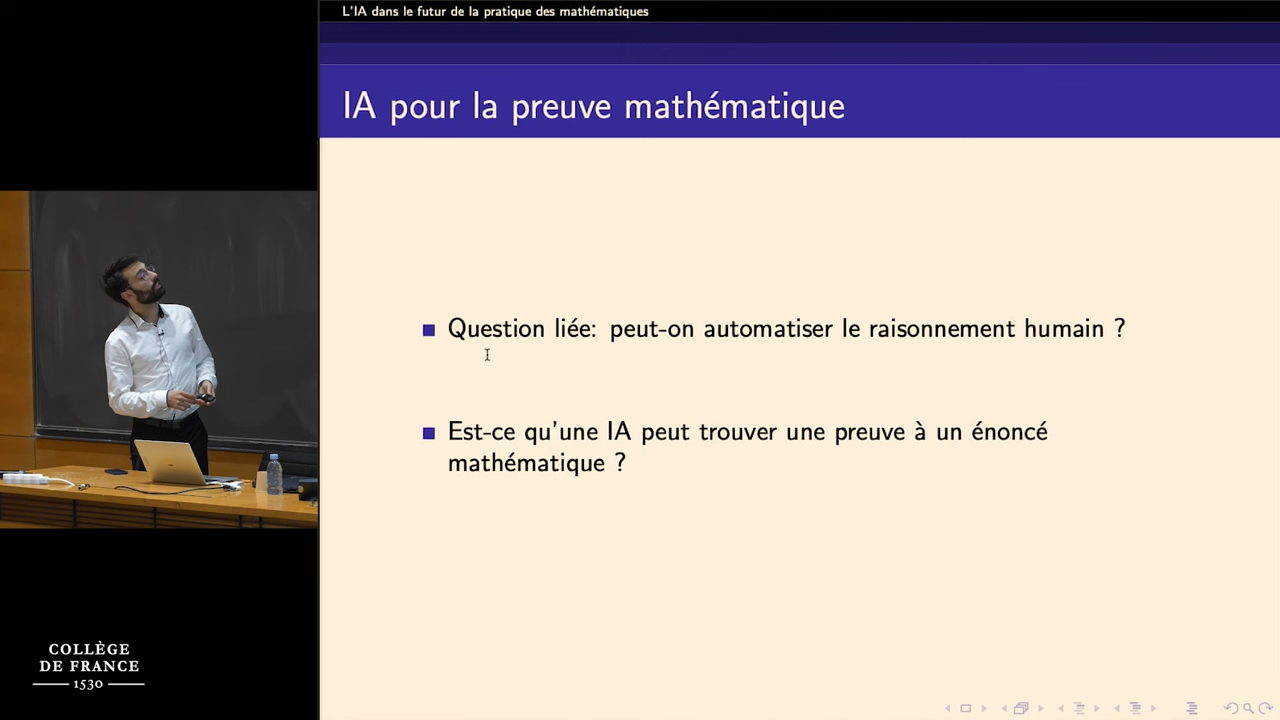 L'IA dans le futur de la pratique des mathématiques
IA pour la preuve mathématique
Question liée: peut-on automatiser le raisonnement humain ?
Est-ce qu'une IA peut trouver une preuve à un énoncé
mathématique ?
COLLÈGE
DE FRANCE
1530